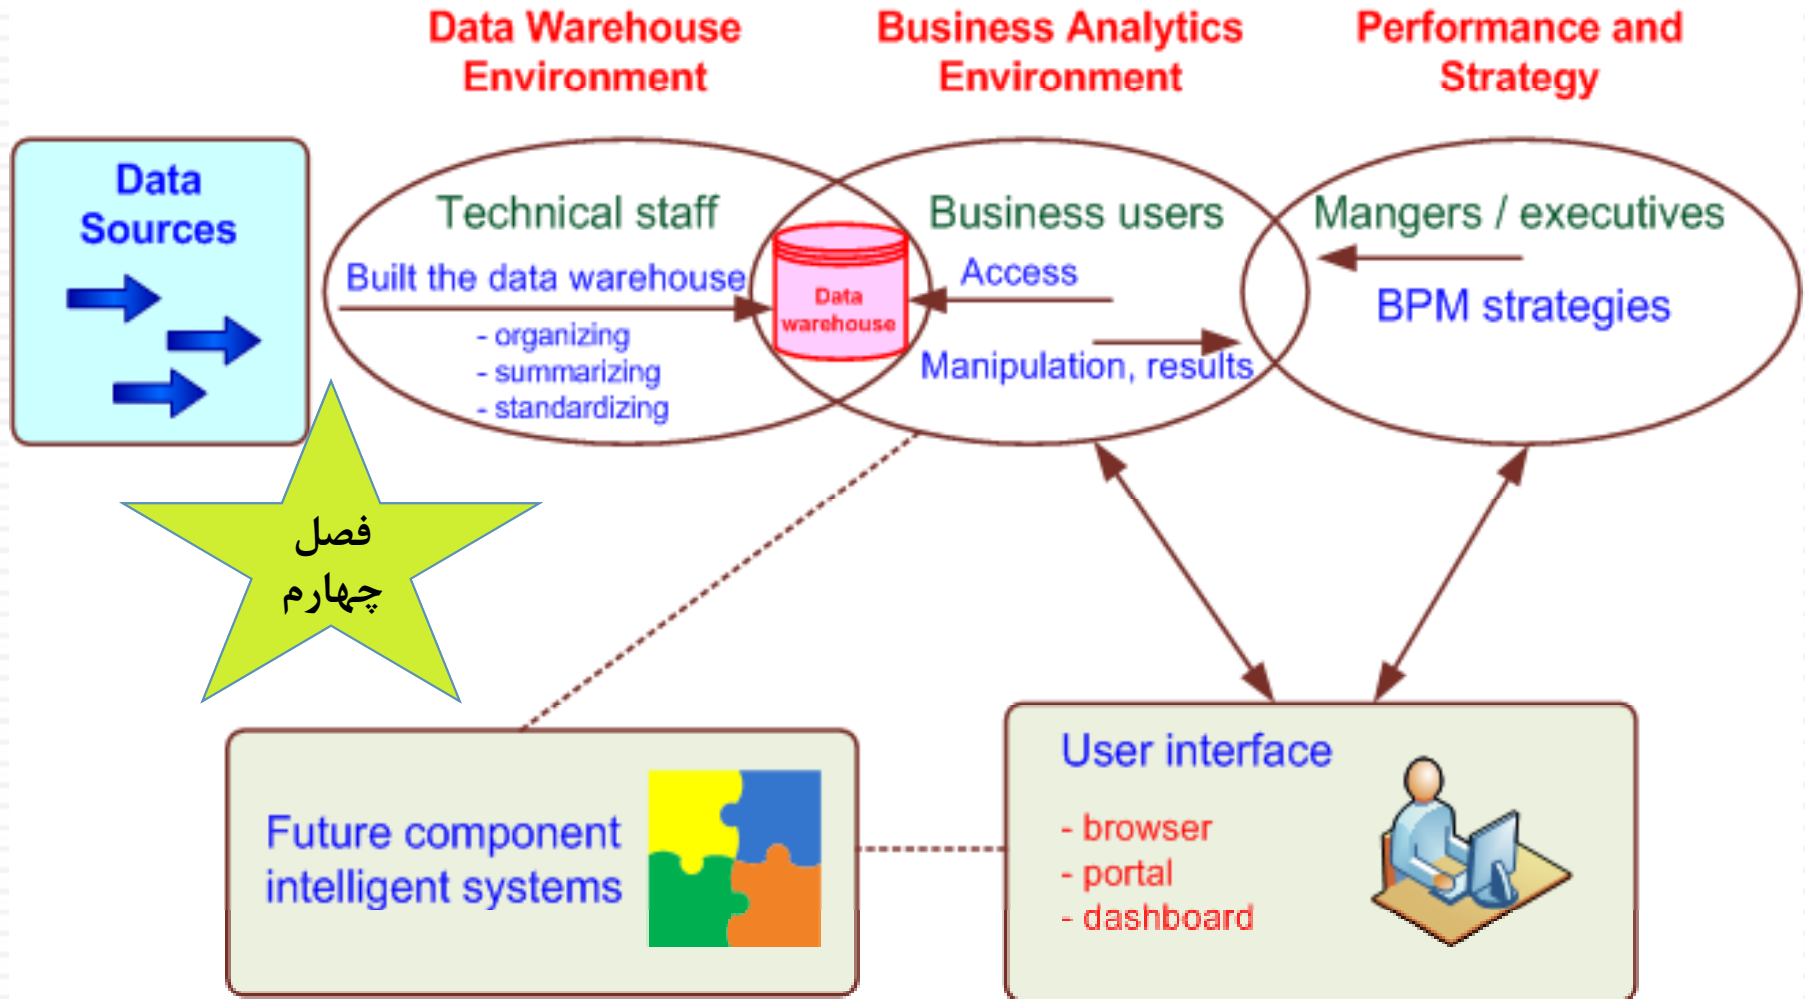 Data Warehouse
Environment
Business Analytics
Environment
Performance and
Strategy
Data
Sources
Technical staff
Built the data warehouse
- organizing
- summarizing
- standardizing
Data
warehouse
Business users
Access
Manipulation, results
Mangers / executives
BPM strategies
فصل
چهارم
Future component
intelligent systems
User interface
- browser
- portal
- dashboard